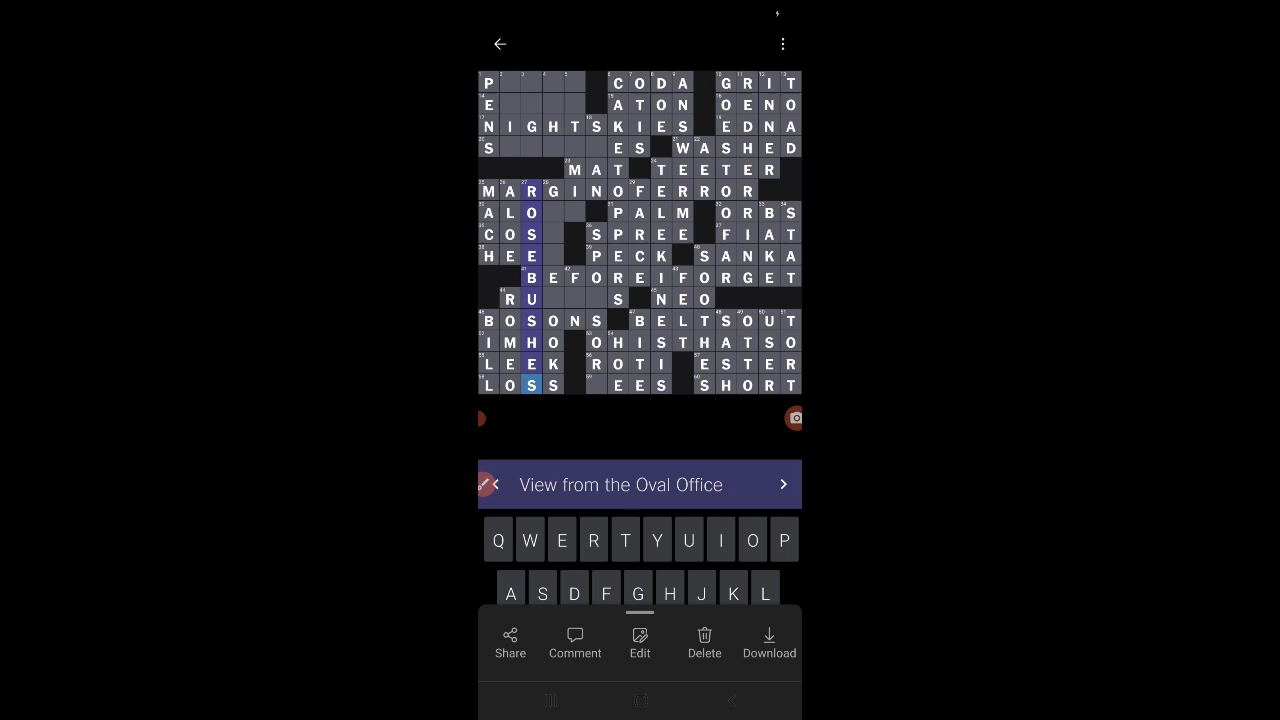 P CODA GRIT
E ATON OENO
NIGHTSKIES EDNA
S ES WASHED
MAT TEETER
MARGINOFERROR
ALO PALM ORBS
COS SPREE FIAT
HEE PECK SANKA
BEFOREIFORGET
RU S NEO
BOSONS BELTSOUT
IMHO OHISTHATSO
LEEK ROTI ESTER
LOSS EES SHORT
View from the Oval Office
Q W E R T Y U I O P
A S D F G H J K L
Share Comment Edit Delete Download